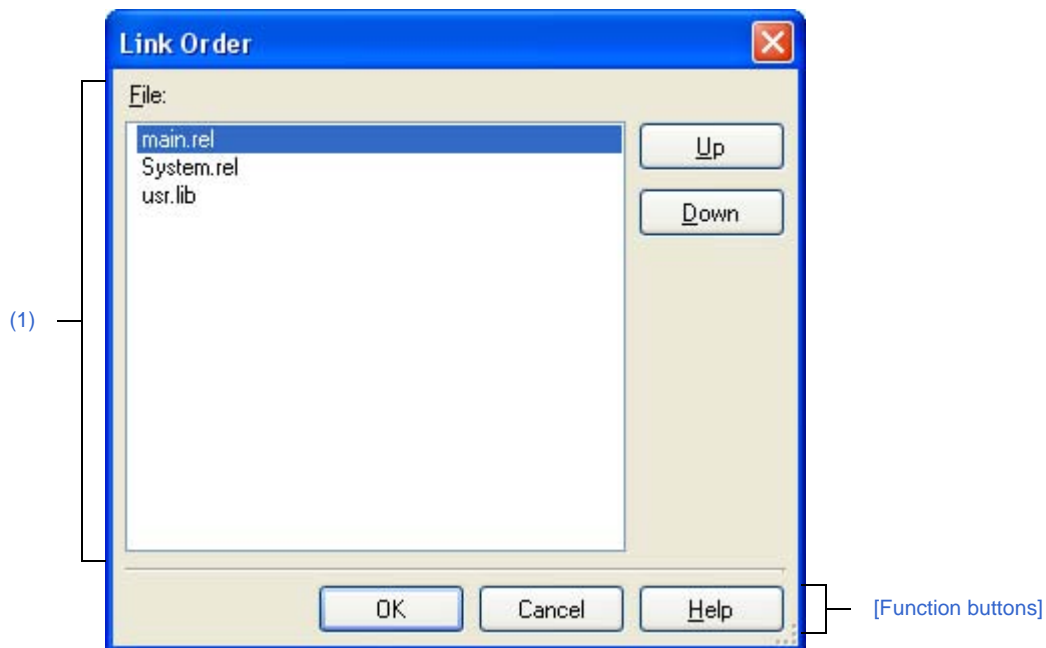 Link Order
File:
main.rel
System.rel
usr.lib
Up
Down
(1)
OK
Cancel
Help
[Function buttons]